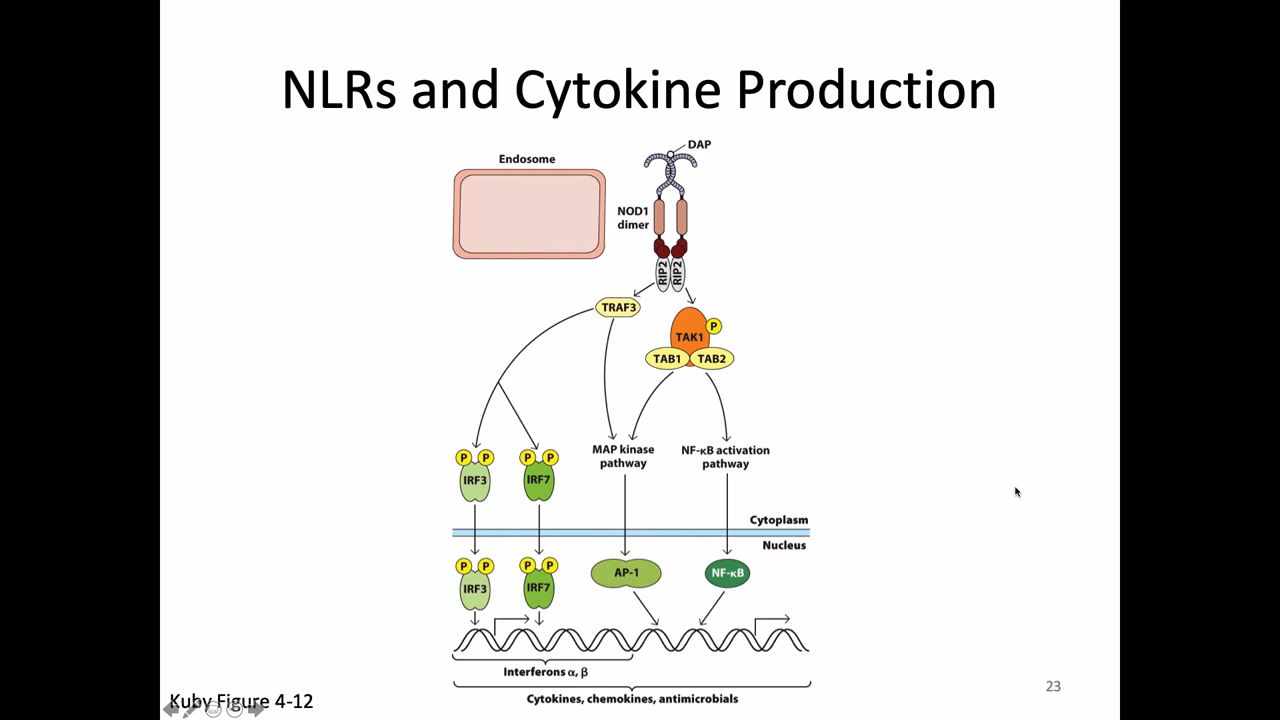 NLRs and Cytokine Production
DAP
Endosome
NOD1
dimer
RIP2
RIP2
TRAF3
P
TAK1
TAB1
TAB2
MAP kinase
pathway
NF-κB activation
pathway
P P
IRF3
P P
IRF7
Cytoplasm
Nucleus
P P
IRF3
P P
IRF7
AP-1
NF-κB
Interferons α, β
Cytokines, chemokines, antimicrobials
Kuby Figure 4-12
23